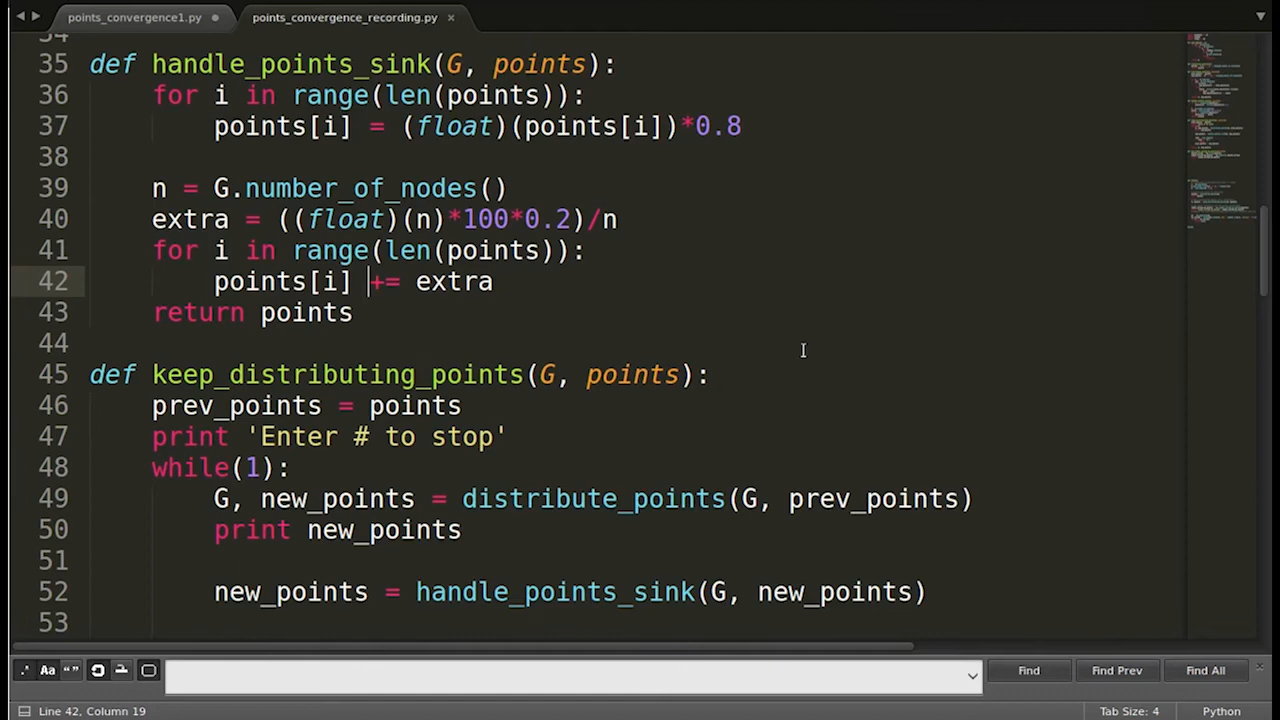 points_convergence1.py
points_convergence_recording.py
34
35 def handle_points_sink(G, points):
36     for i in range(len(points)):
37         points[i] = (float)(points[i])*0.8
38
39     n = G.number_of_nodes()
40     extra = ((float)(n)*100*0.2)/n
41     for i in range(len(points)):
42         points[i] += extra
43     return points
44
45 def keep_distributing_points(G, points):
46     prev_points = points
47     print 'Enter # to stop'
48     while(1):
49         G, new_points = distribute_points(G, prev_points)
50         print new_points
51
52         new_points = handle_points_sink(G, new_points)
53
.* Aa “” Find Find Prev Find All
Line 42, Column 19 Tab Size: 4 Python